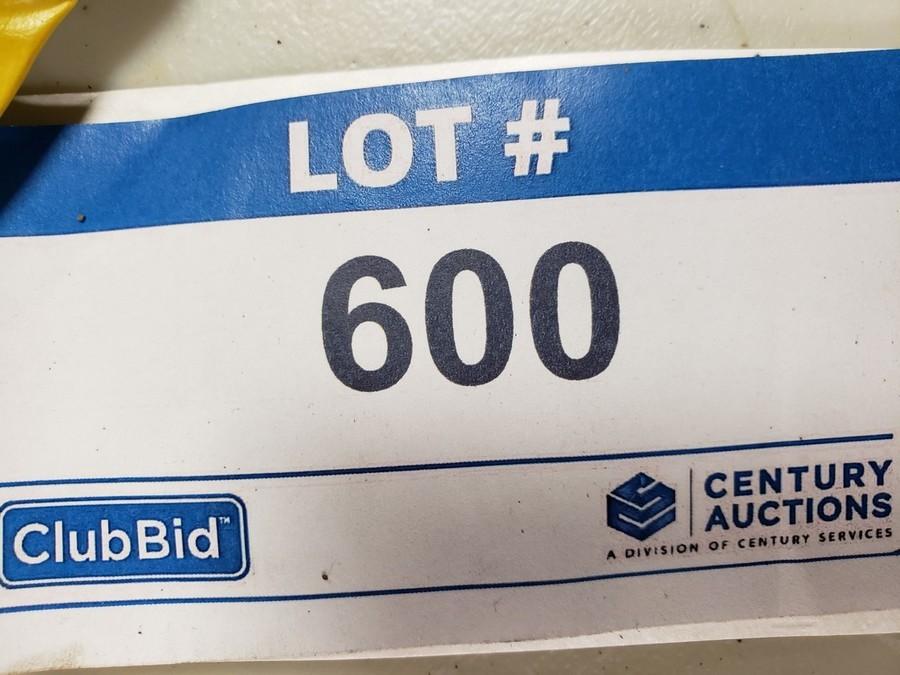 LOT #
600
ClubBid™
CENTURY
AUCTIONS
A DIVISION OF CENTURY SERVICES